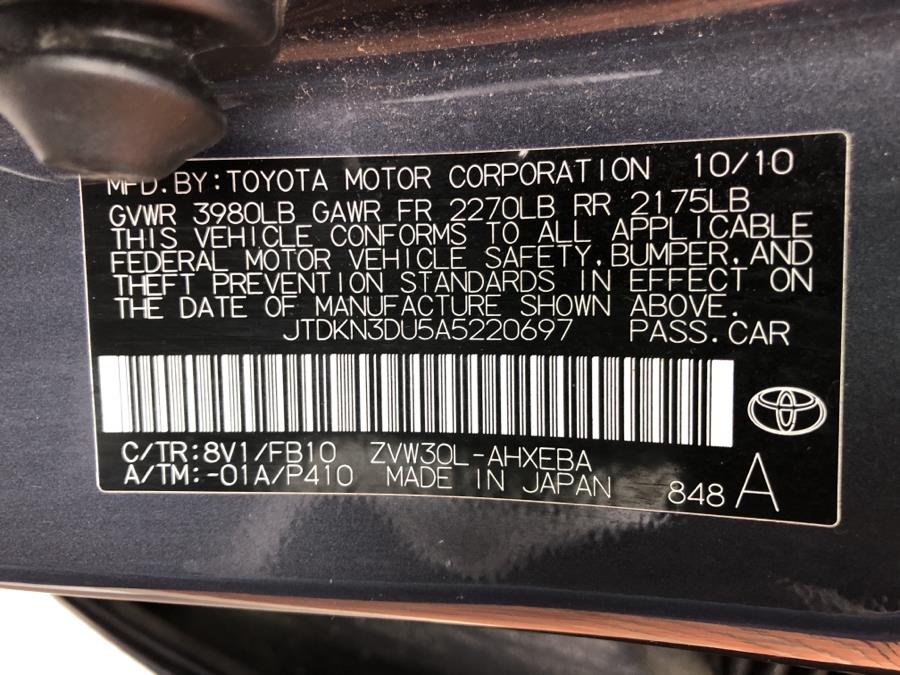 MFD.BY:TOYOTA MOTOR CORPORATION 10/10
GVWR 3980LB GAWR FR 2270LB RR 2175LB
THIS VEHICLE CONFORMS TO ALL APPLICABLE
FEDERAL MOTOR VEHICLE SAFETY,BUMPER,AND
THEFT PREVENTION STANDARDS IN EFFECT ON
THE DATE OF MANUFACTURE SHOWN ABOVE.
JTDKN3DU5A5220697 PASS.CAR
C/TR:8V1/FB10 ZVW30L-AHXEBA
A/TM:-01A/P410 MADE IN JAPAN 848 A